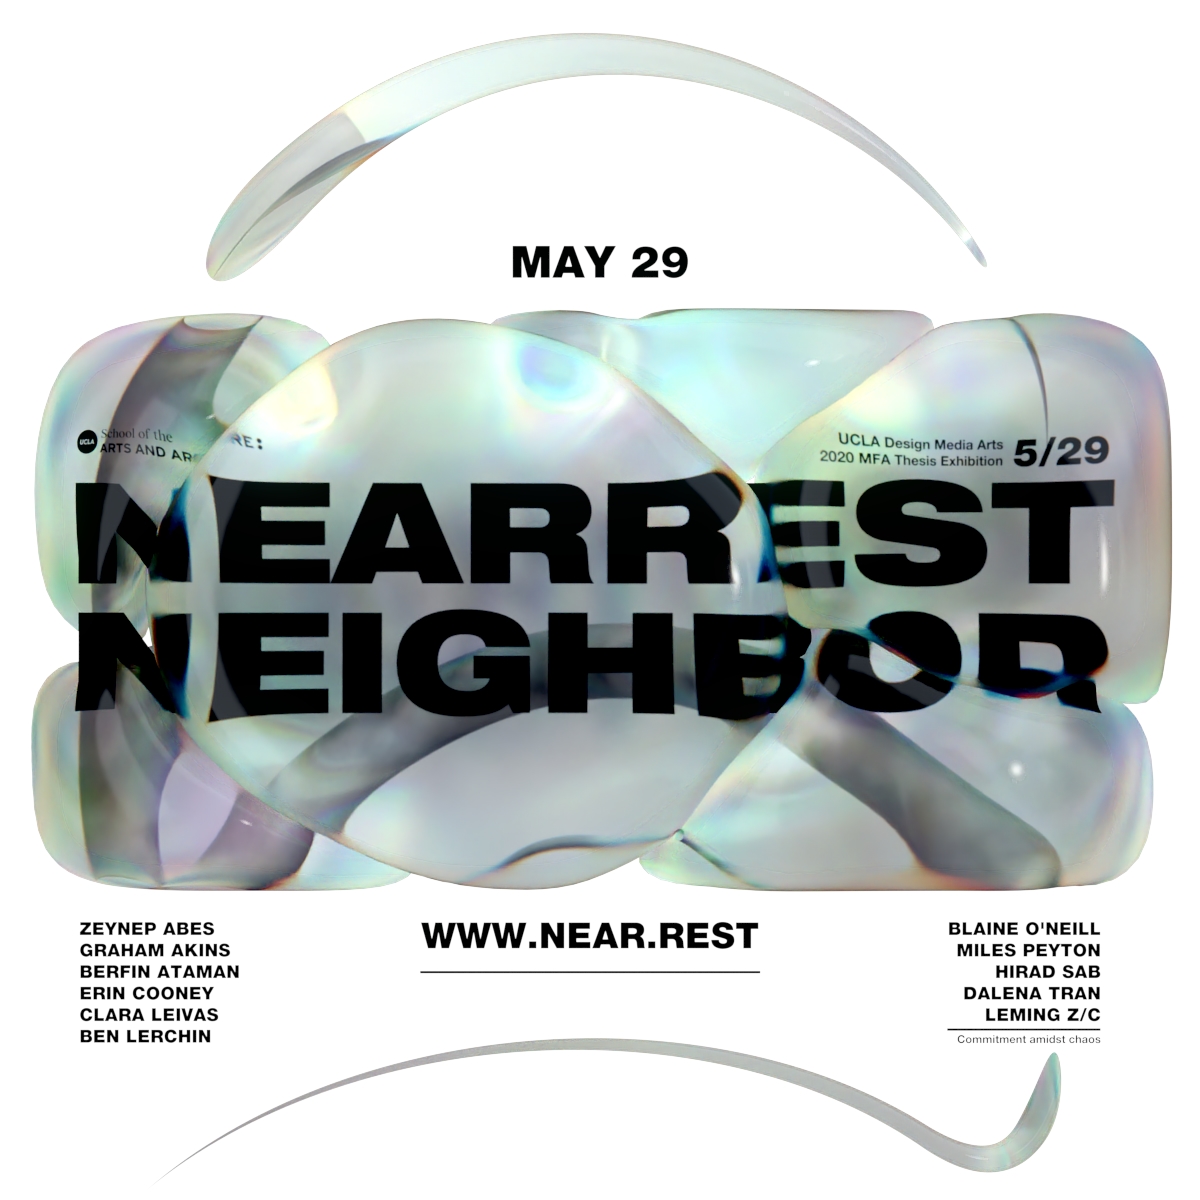 MAY 29
UCLA
School of the
ARTS AND
UCLA Design Media Arts
2020 MFA Thesis Exhibition
5/29
NEARREST
NEIGHBOR
ZEYNEP ABES
GRAHAM AKINS
BERFIN ATAMAN
ERIN COONEY
CLARA LEIVAS
BEN LERCHIN
WWW.NEAR.REST
BLAINE O'NEILL
MILES PEYTON
HIRAD SAB
DALENA TRAN
LEMING Z/C
Commitment amidst chaos